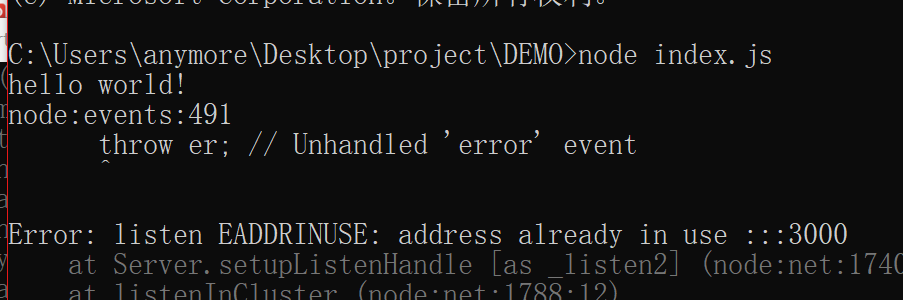 (c) Microsoft Corporation。保留所有权利。
C:\Users\anymore\Desktop\project\DEMO>node index.js
hello world!
node:events:491
throw er; // Unhandled 'error' event
^
Error: listen EADDRINUSE: address already in use :::3000
at Server.setupListenHandle [as _listen2] (node:net:1740
at listenInCluster (node:net:1788:12)